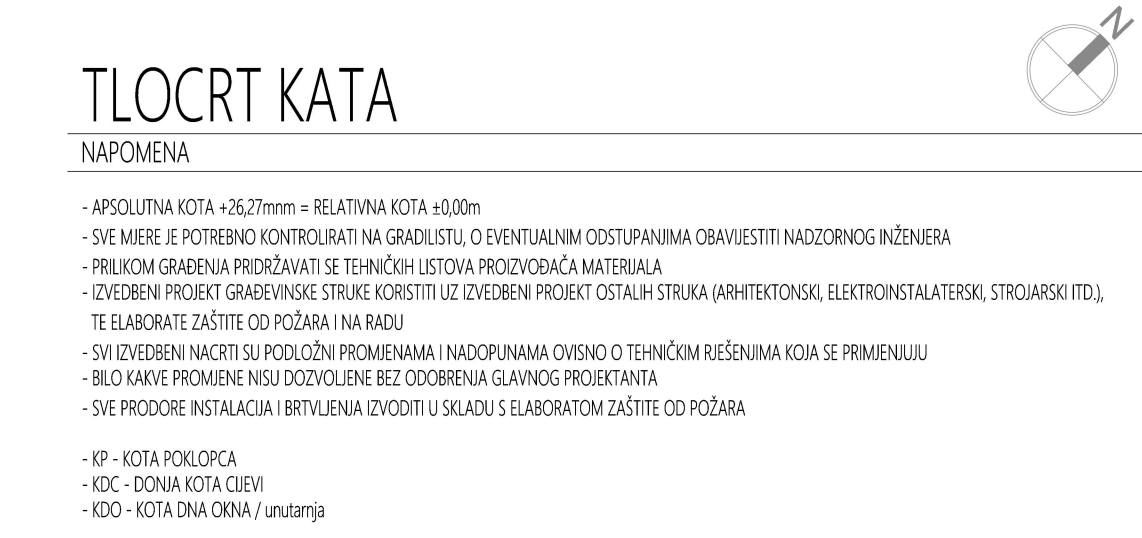 N
TLOCRT KATA
NAPOMENA
- APSOLUTNA KOTA +26,27mnm = RELATIVNA KOTA ±0,00m
- SVE MJERE JE POTREBNO KONTROLIRATI NA GRADILISTU, O EVENTUALNIM ODSTUPANJIMA OBAVIJESTITI NADZORNOG INŽENJERA
- PRILIKOM GRAĐENJA PRIDRŽAVATI SE TEHNIČKIH LISTOVA PROIZVOĐAČA MATERIJALA
- IZVEDBENI PROJEKT GRAĐEVINSKE STRUKE KORISTITI UZ IZVEDBENI PROJEKT OSTALIH STRUKA (ARHITEKTONSKI, ELEKTROINSTALATERSKI, STROJARSKI ITD.),
TE ELABORATE ZAŠTITE OD POŽARA I NA RADU
- SVI IZVEDBENI NACRTI SU PODLOŽNI PROMJENAMA I NADOPUNAMA OVISNO O TEHNIČKIM RJEŠENJIMA KOJA SE PRIMJENJUJU
- BILO KAKVE PROMJENE NISU DOZVOLJENE BEZ ODOBRENJA GLAVNOG PROJEKTANTA
- SVE PRODORE INSTALACIJA I BRTVLJENJA IZVODITI U SKLADU S ELABORATOM ZAŠTITE OD POŽARA
- KP - KOTA POKLOPCA
- KDC - DONJA KOTA CIJEVI
- KDO - KOTA DNA OKNA / unutarnja